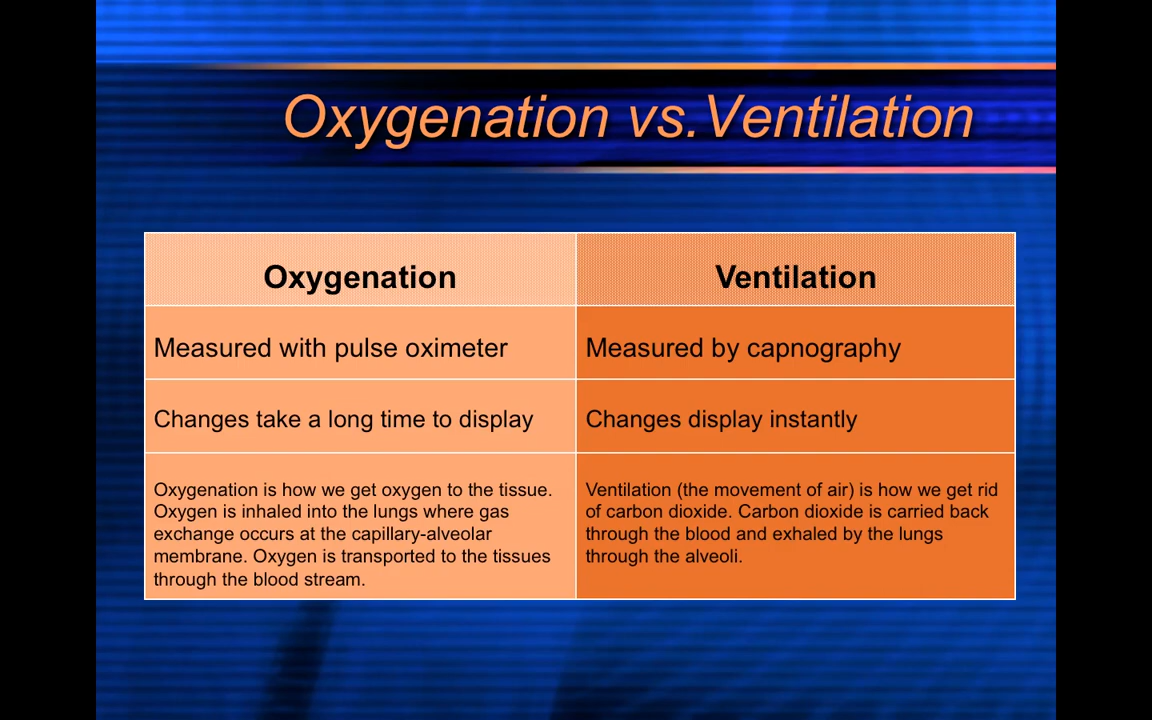 Oxygenation vs.Ventilation
Oxygenation
Ventilation
Measured with pulse oximeter
Measured by capnography
Changes take a long time to display
Changes display instantly
Oxygenation is how we get oxygen to the tissue.
Oxygen is inhaled into the lungs where gas
exchange occurs at the capillary-alveolar
membrane. Oxygen is transported to the tissues
through the blood stream.
Ventilation (the movement of air) is how we get rid
of carbon dioxide. Carbon dioxide is carried back
through the blood and exhaled by the lungs
through the alveoli.